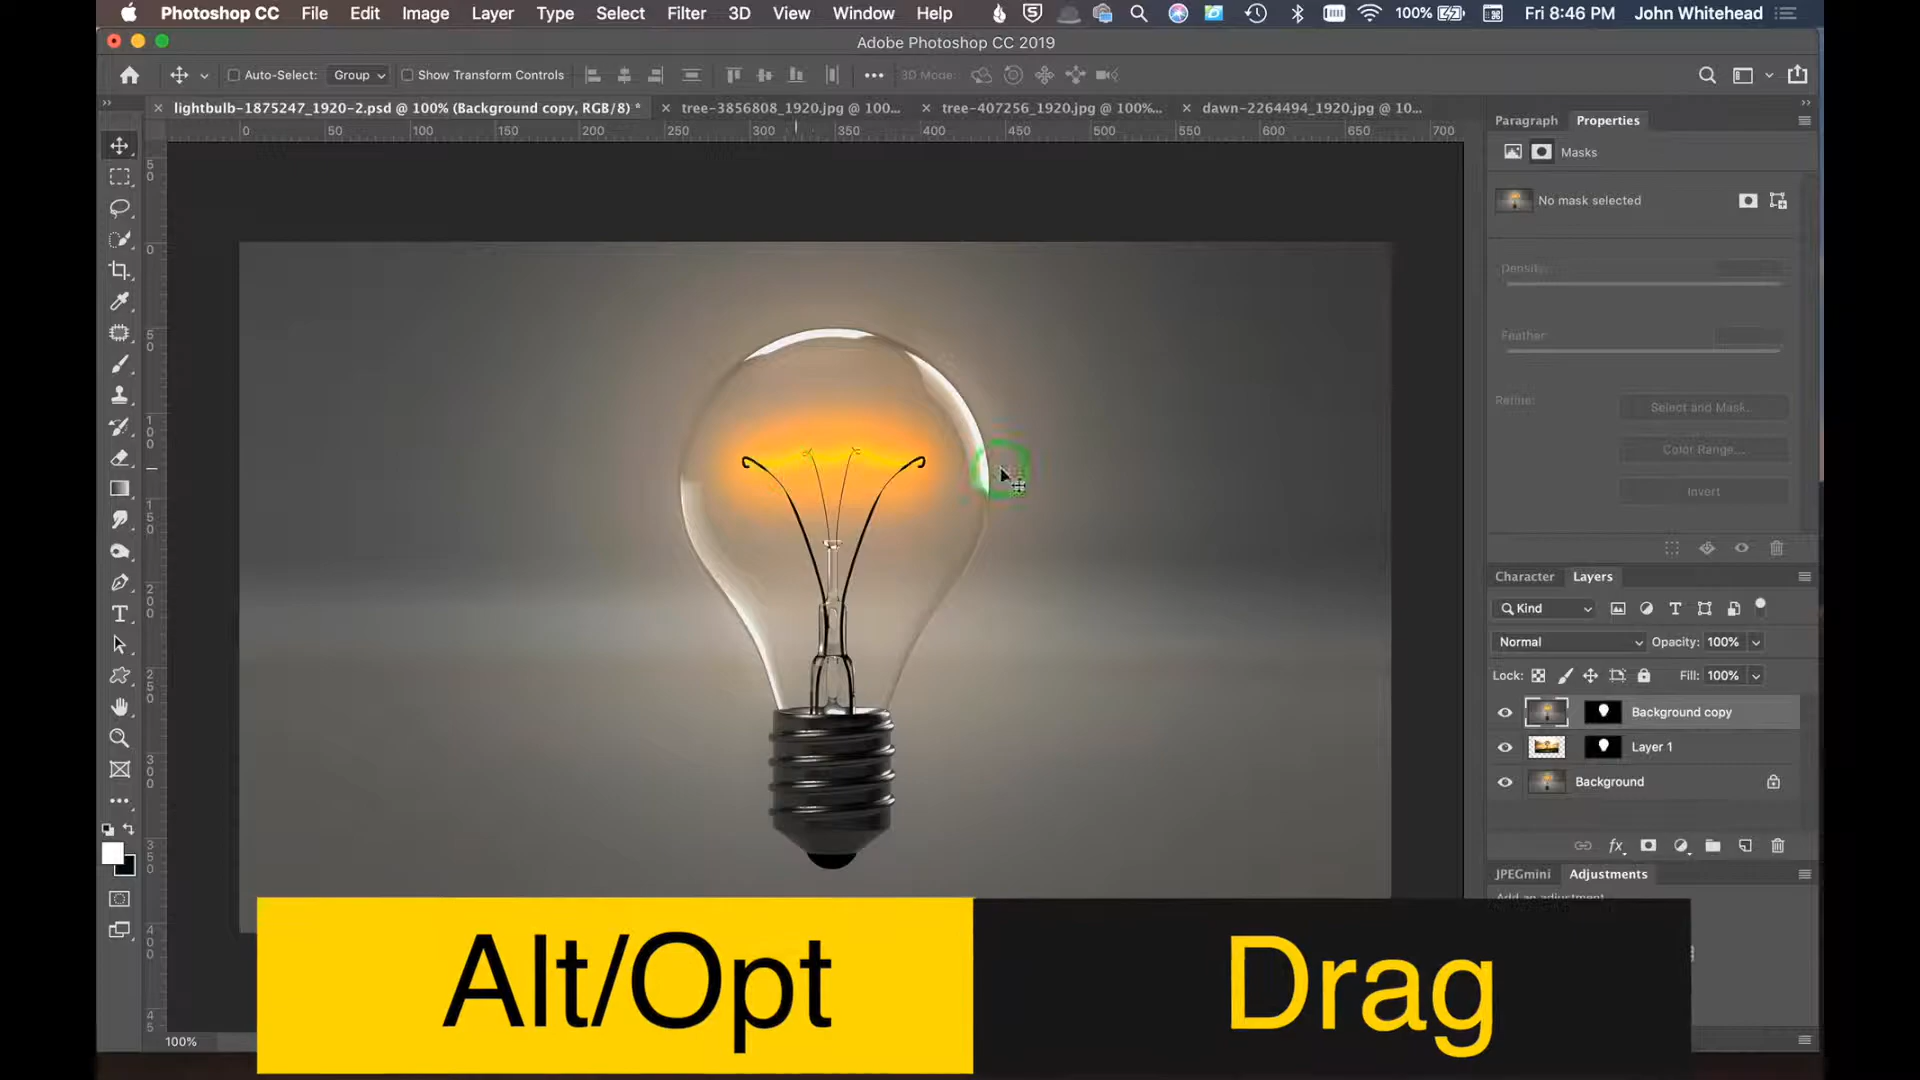 Photoshop CC File Edit Image Layer Type Select Filter 3D View Window Help 100% Fri 8:46 PM John Whitehead
Adobe Photoshop CC 2019
Auto-Select: Group Show Transform Controls 3D Mode:
lightbulb-1875247_1920-2.psd @ 100% (Background copy, RGB/8) * tree-3856808_1920.jpg @ 100... tree-407256_1920.jpg @ 100%... dawn-2264494_1920.jpg @ 10...
0 50 100 150 200 250 300 350 400 450 500 550 600 650 700
Paragraph Properties
Masks
No mask selected
Density:
Feather:
Refine:
Select and Mask...
Color Range...
Invert
Character Layers
Kind
Normal Opacity: 100%
Lock: Fill: 100%
Background copy
Layer 1
Background
fx
JPEGmini Adjustments
Add an adjustment
100%
Alt/Opt Drag